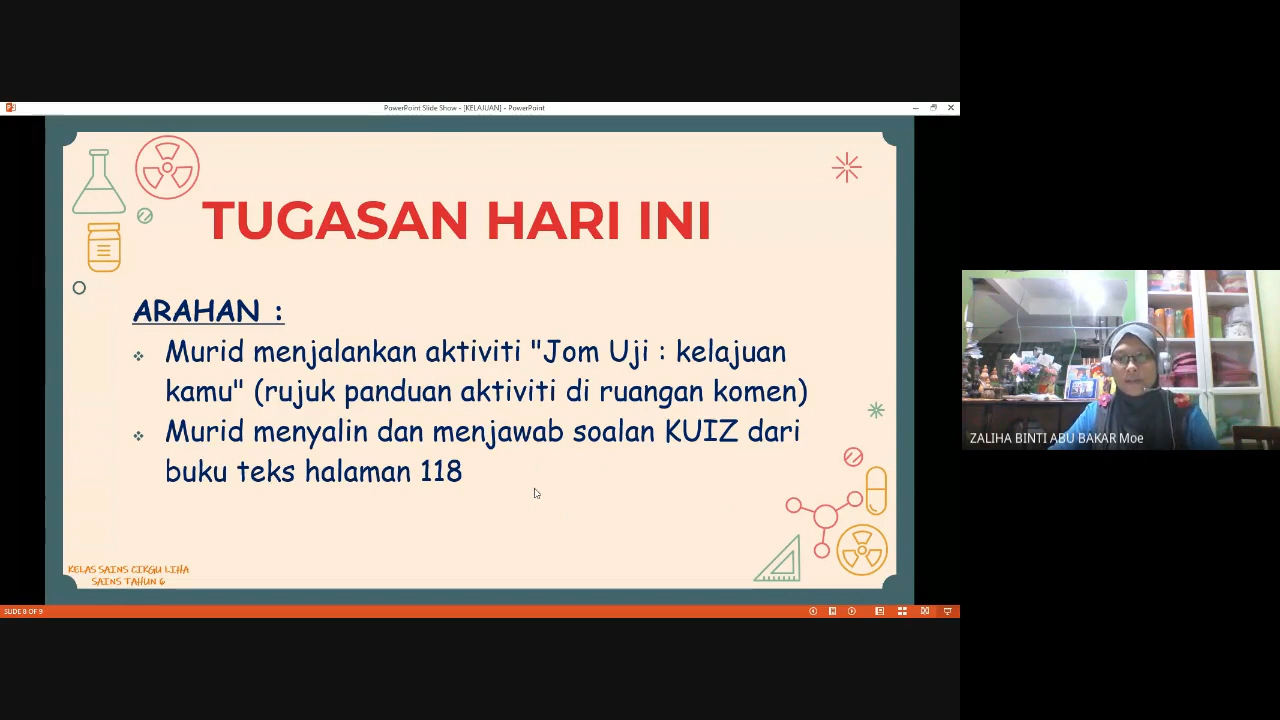 PowerPoint Slide Show - [KELAJUAN] - PowerPoint
TUGASAN HARI INI
ARAHAN :
Murid menjalankan aktiviti "Jom Uji : kelajuan
kamu" (rujuk panduan aktiviti di ruangan komen)
Murid menyalin dan menjawab soalan KUIZ dari
buku teks halaman 118
KELAS SAINS CIKGU LIHA
SAINS TAHUN 6
SLIDE 8 OF 9
ZALIHA BINTI ABU BAKAR Moe